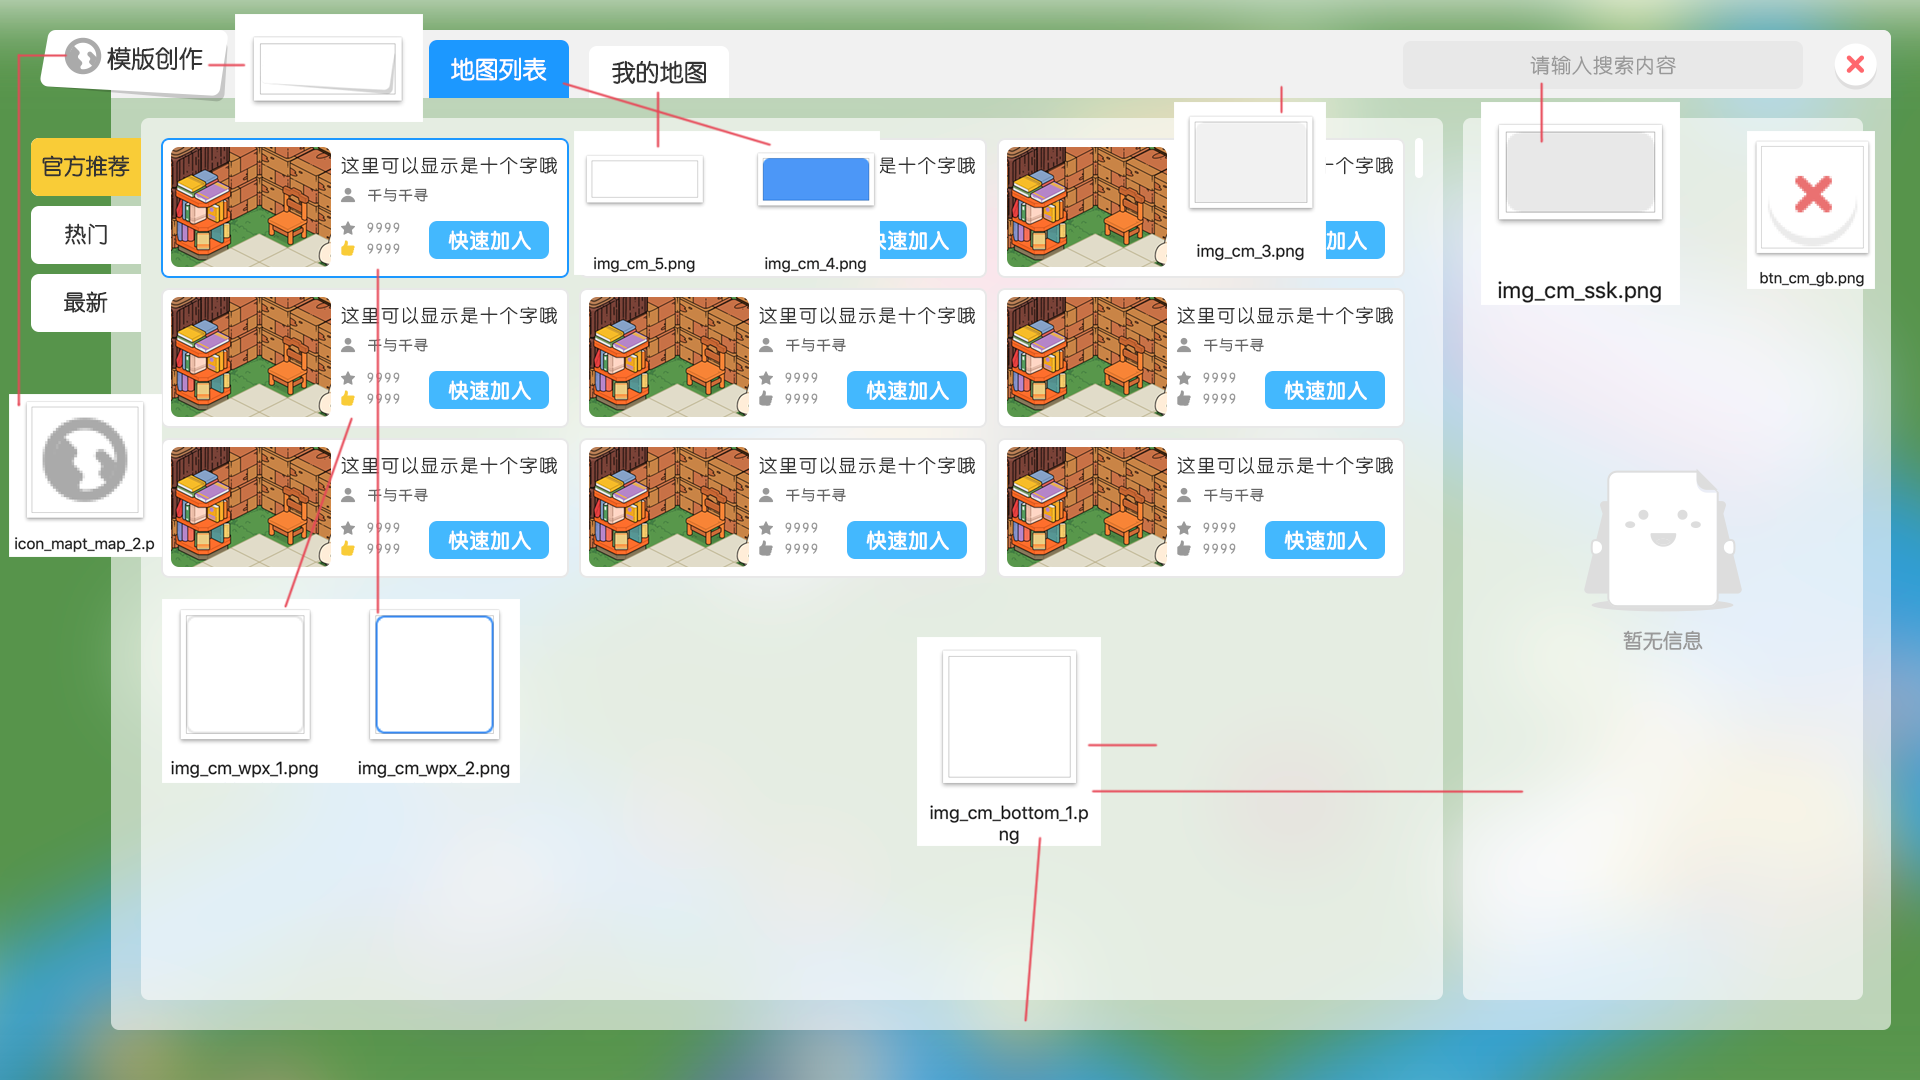 模版创作
地图列表
我的地图
请输入搜索内容
官方推荐
热门
最新
这里可以显示是十个字哦
千与千寻
9999
9999
快速加入
是十个字哦
速加入
img_cm_5.png
img_cm_4.png
一个字哦
加入
img_cm_3.png
img_cm_ssk.png
btn_cm_gb.png
这里可以显示是十个字哦
千与千寻
9999
9999
快速加入
这里可以显示是十个字哦
千与千寻
9999
9999
快速加入
这里可以显示是十个字哦
千与千寻
9999
9999
快速加入
icon_mapt_map_2.p
这里可以显示是十个字哦
千与千寻
9999
9999
快速加入
这里可以显示是十个字哦
千与千寻
9999
9999
快速加入
这里可以显示是十个字哦
千与千寻
9999
9999
快速加入
暂无信息
img_cm_wpx_1.png
img_cm_wpx_2.png
img_cm_bottom_1.p
ng